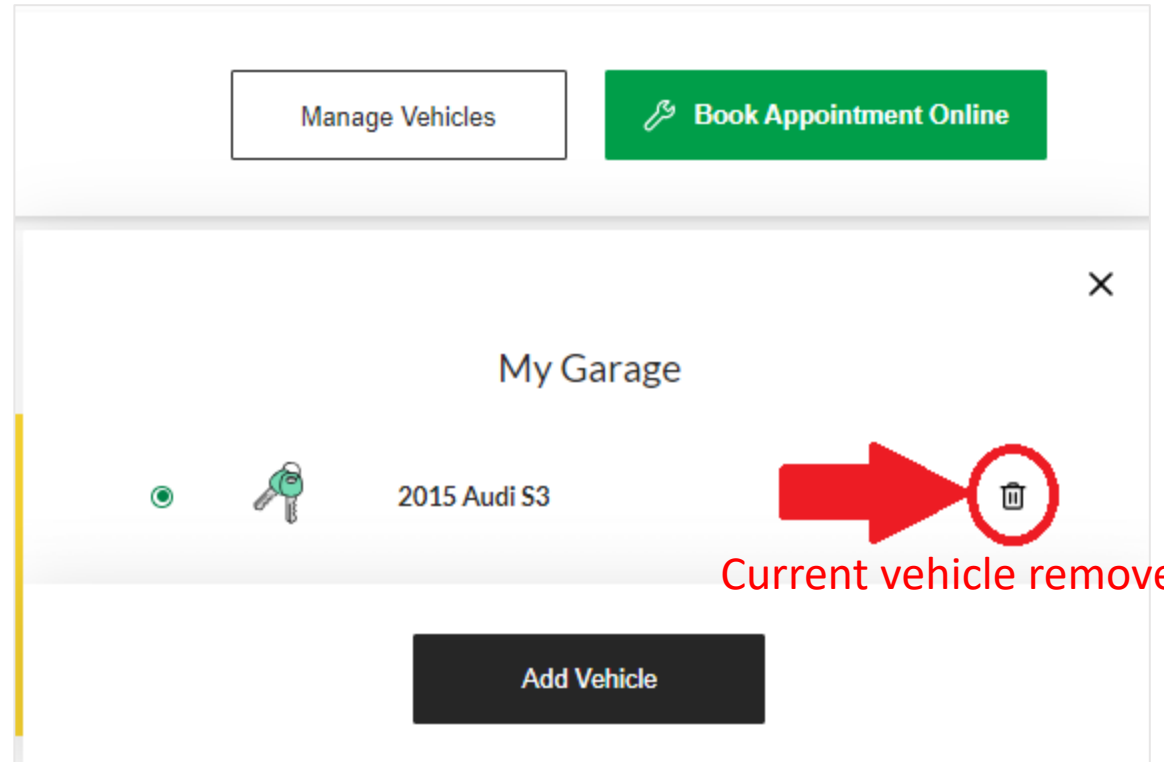 Manage Vehicles
Book Appointment Online
My Garage
2015 Audi S3
Current vehicle remove
Add Vehicle